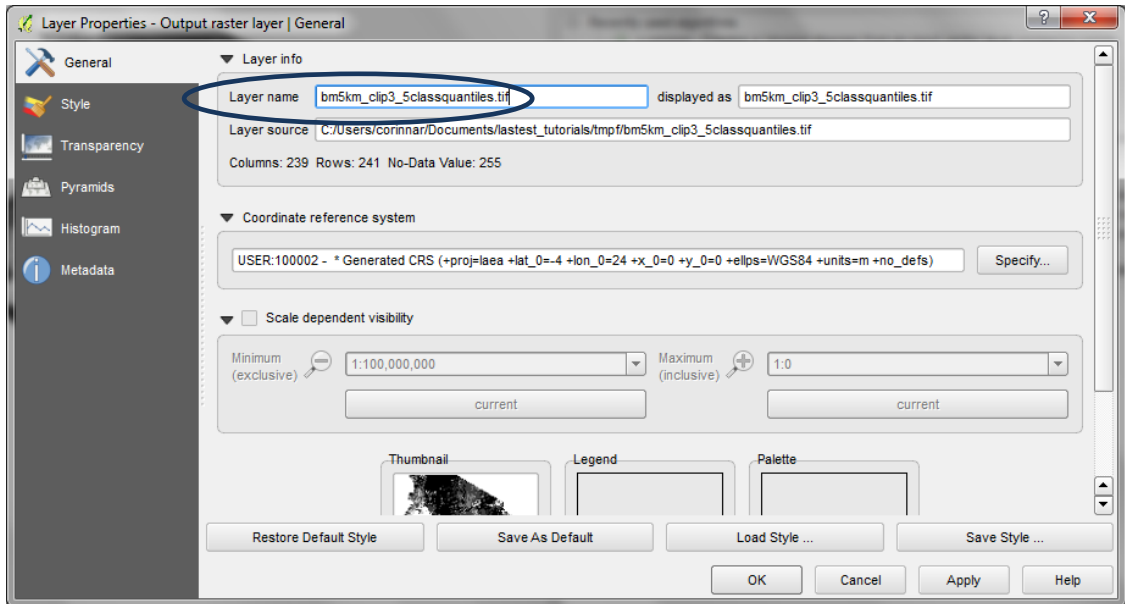 Layer Properties - Output raster layer | General
General
Style
Transparency
Pyramids
Histogram
Metadata
Layer info
Layer name bm5km_clip3_5classquantiles.tif displayed as bm5km_clip3_5classquantiles.tif
Layer source C:/Users/corinnar/Documents/lastest_tutorials/tmpf/bm5km_clip3_5classquantiles.tif
Columns: 239 Rows: 241 No-Data Value: 255
Coordinate reference system
USER:100002 - * Generated CRS (+proj=laea +lat_0=-4 +lon_0=24 +x_0=0 +y_0=0 +ellps=WGS84 +units=m +no_defs) Specify...
Scale dependent visibility
Minimum (exclusive) 1:100,000,000 Maximum (inclusive) 1:0
current current
Thumbnail Legend Palette
Restore Default Style Save As Default Load Style ... Save Style ...
OK Cancel Apply Help